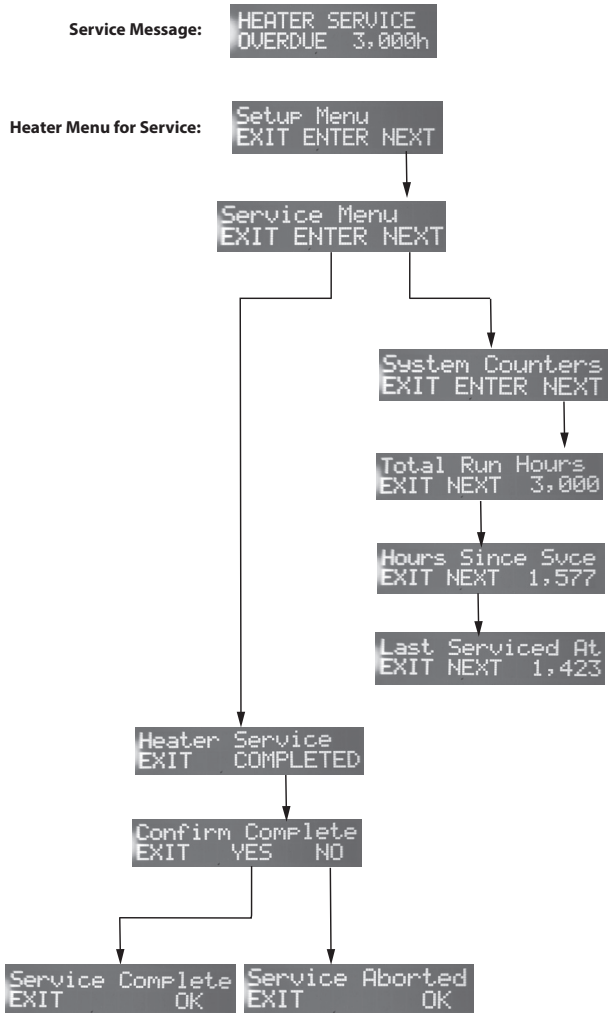 Service Message:
HEATER SERVICE
OVERDUE 3,000h
Heater Menu for Service:
Setup Menu
EXIT ENTER NEXT
Service Menu
EXIT ENTER NEXT
System Counters
EXIT ENTER NEXT
Total Run Hours
EXIT NEXT 3,000
Hours Since Svce
EXIT NEXT 1,577
Last Serviced At
EXIT NEXT 1,423
Heater Service
EXIT COMPLETED
Confirm Complete
EXIT YES NO
Service Complete
EXIT OK
Service Aborted
EXIT OK